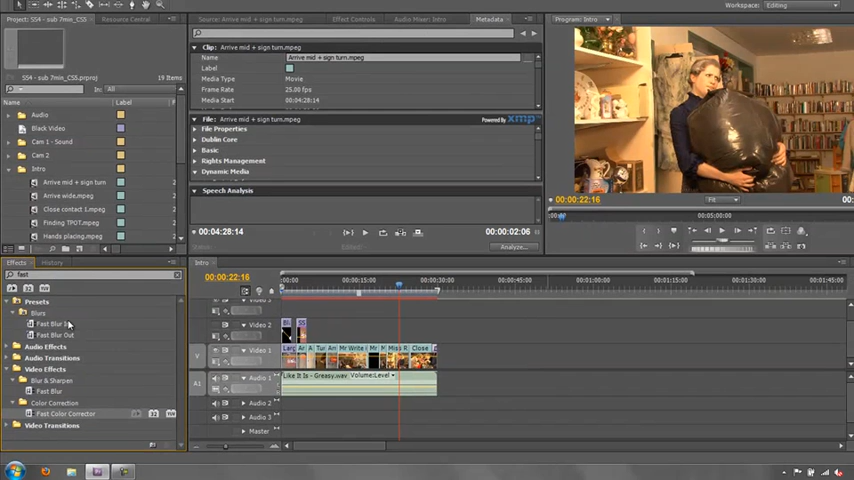 Workspace: Editing
Project: SS4 - sub 7min_CS5
Resource Central
Source: Arrive mid + sign turn.mpeg
Effect Controls
Audio Mixer: Intro
Metadata
Program: Intro
SS4 - sub 7min_CS.prproj
19 Items
In: All
Name
Label
Audio
Black Video
Cam 1 - Sound
Cam 2
Intro
Arrive mid + sign turn
Arrive wide.mpeg
Close contact 1.mpeg
Finding TPOT.mpeg
Hands placing.mpeg
Clip: Arrive mid + sign turn.mpeg
Name
Arrive mid + sign turn.mpeg
Label
Media Type
Movie
Frame Rate
25.00 fps
Media Start
00:04:28:14
File: Arrive mid + sign turn.mpeg
Powered by xmp
File Properties
Dublin Core
Basic
Rights Management
Dynamic Media
Speech Analysis
00:04:28:14
00:00:02:06
Analyze...
00:00:22:16
Fit
00:00
00:05:00:00
Effects
History
fast
Presets
Blurs
Fast Blur In
Fast Blur Out
Audio Effects
Audio Transitions
Video Effects
Blur & Sharpen
Fast Blur
Color Correction
Fast Color Corrector
Video Transitions
Intro
00:00:22:16
:00:00
00:00:15:00
00:00:30:00
00:00:45:00
00:01:00:00
00:01:15:00
00:01:30:00
00:01:45:00
Video 3
Video 2
V
Video 1
A1
Audio 1
Like It Is - Greasy.wav Volume:Level
Audio 2
Audio 3
Master